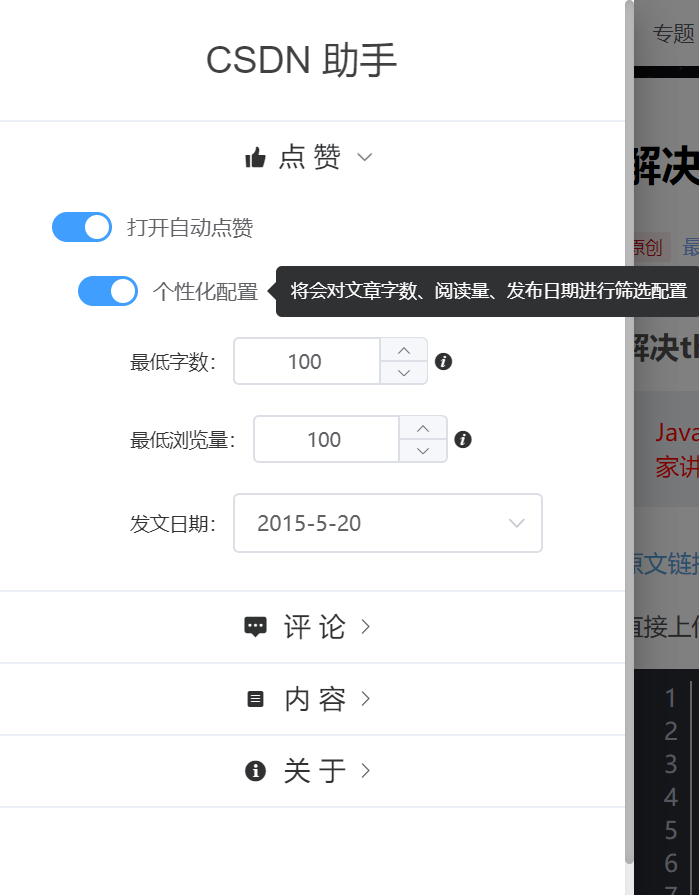 CSDN 助手
专题
点 赞
解决
打开自动点赞
原创 最
个性化配置
将会对文章字数、阅读量、发布日期进行筛选配置
解决th
最低字数: 100
Java
最低浏览量: 100
家讲
发文日期: 2015-5-20
原文链接
评 论
直接上
内 容
1
2
关 于
3
4
5
6
7